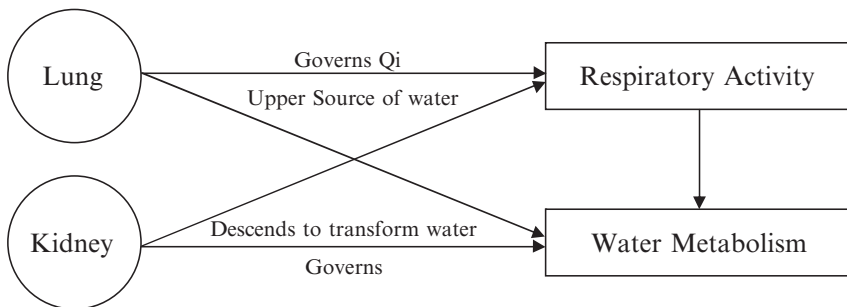 Lung
Governs Qi
Respiratory Activity
Upper Source of water
Kidney
Descends to transform water
Water Metabolism
Governs